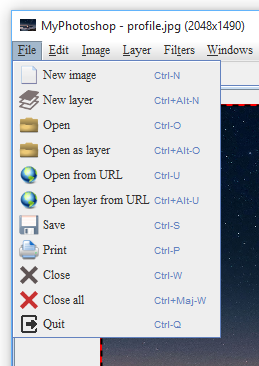 MyPhotoshop - profile.jpg (2048x1490)
File Edit Image Layer Filters Windows
New image Ctrl-N
New layer Ctrl+Alt-N
Open Ctrl-O
Open as layer Ctrl+Alt-O
Open from URL Ctrl-U
Open layer from URL Ctrl+Alt-U
Save Ctrl-S
Print Ctrl-P
Close Ctrl-W
Close all Ctrl+Maj-W
Quit Ctrl-Q